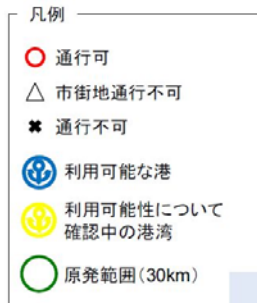 凡例
通行可
市街地通行不可
通行不可
利用可能な港
利用可能性について
確認中の港湾
原発範囲(30km)